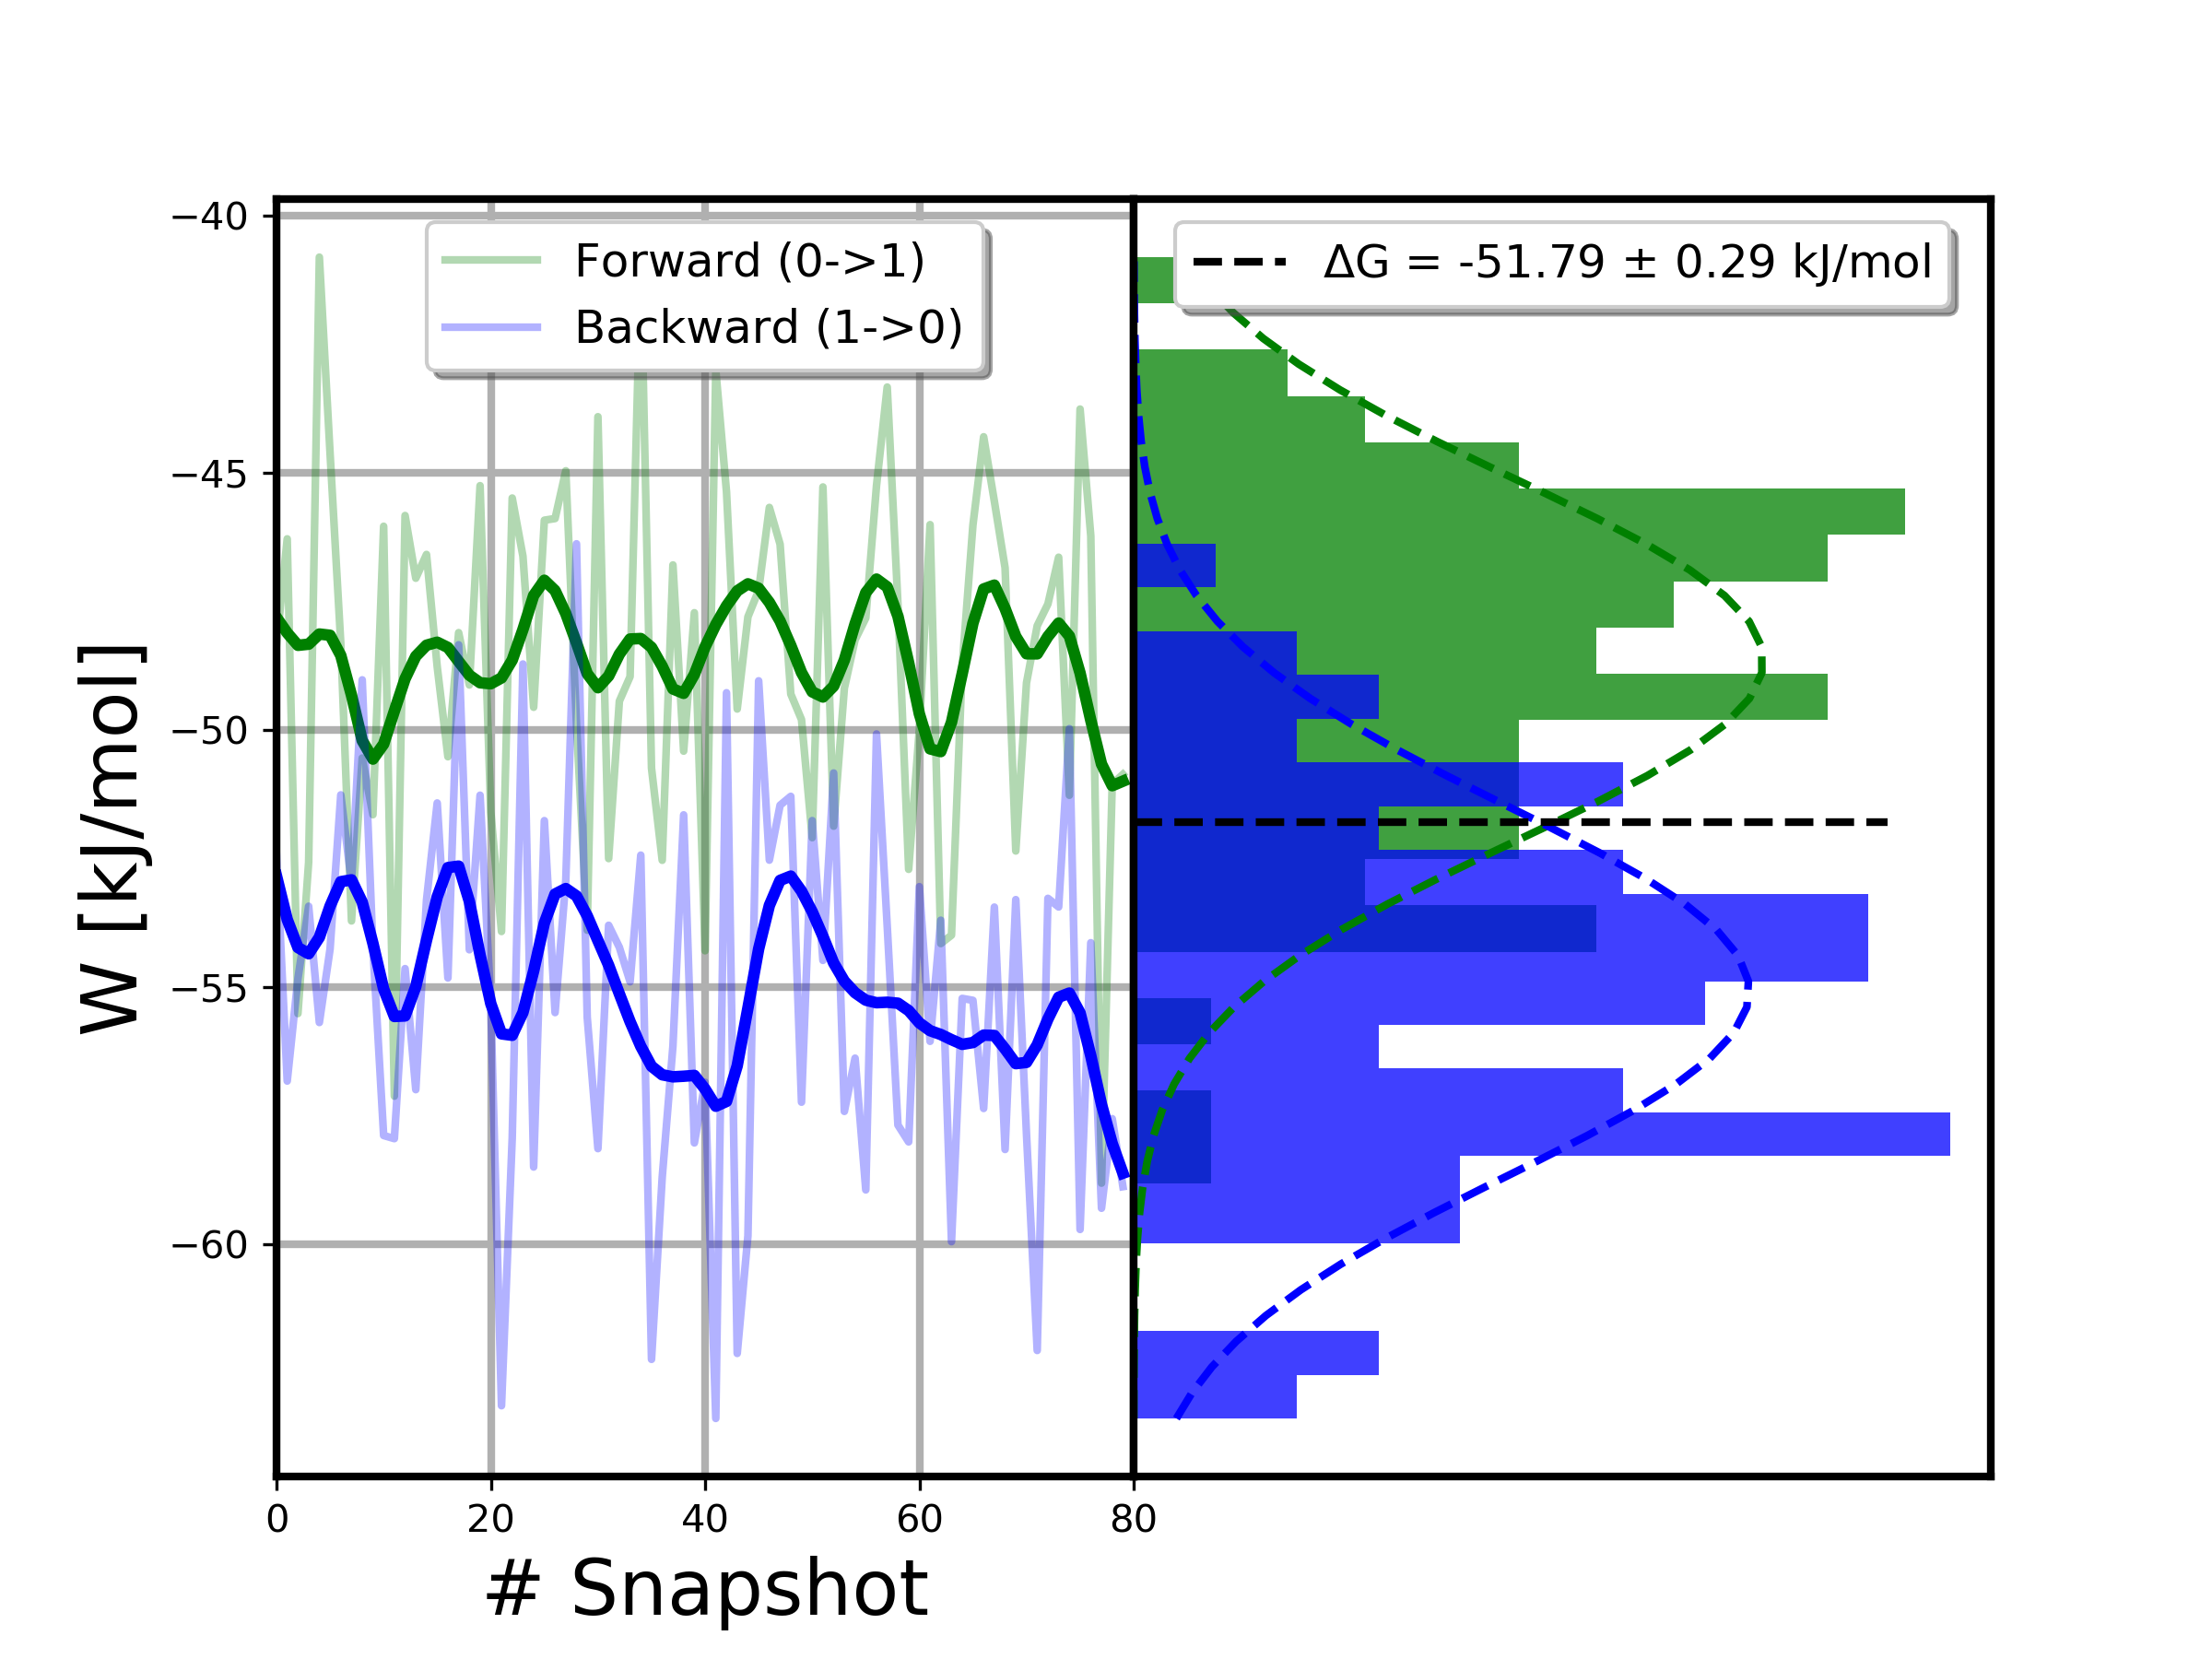 Forward (0->1)
Backward (1->0)
ΔG = -51.79 ± 0.29 kJ/mol
W [kJ/mol]
−40
−45
−50
−55
−60
0 20 40 60 80
# Snapshot